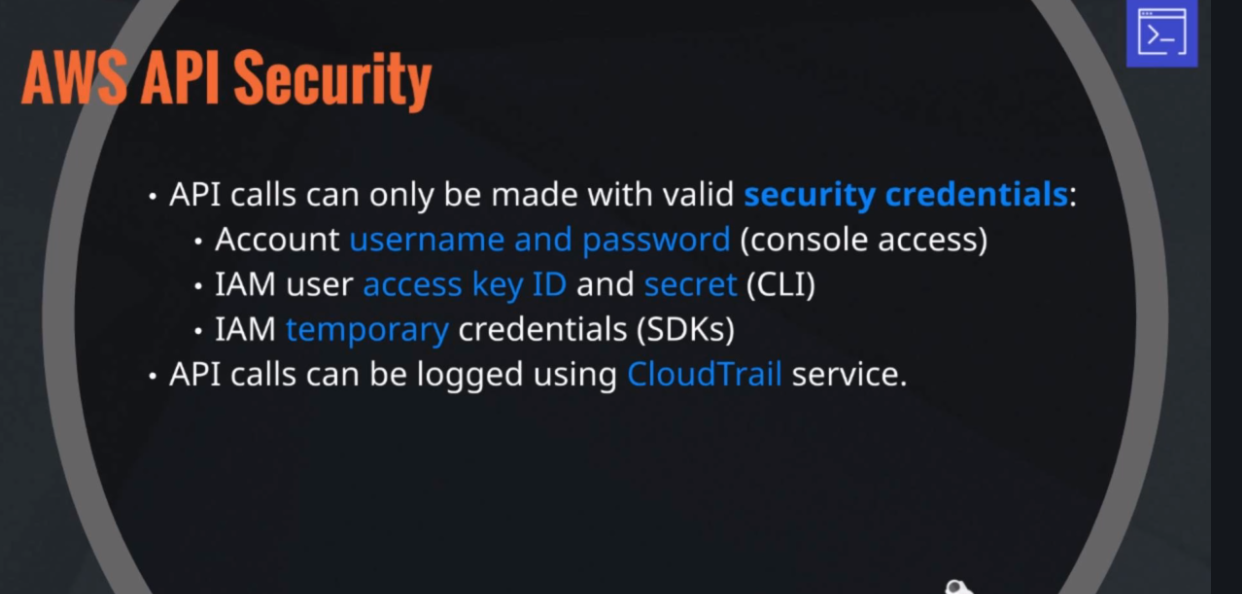 AWS API Security
• API calls can only be made with valid security credentials:
• Account username and password (console access)
• IAM user access key ID and secret (CLI)
• IAM temporary credentials (SDKs)
• API calls can be logged using CloudTrail service.